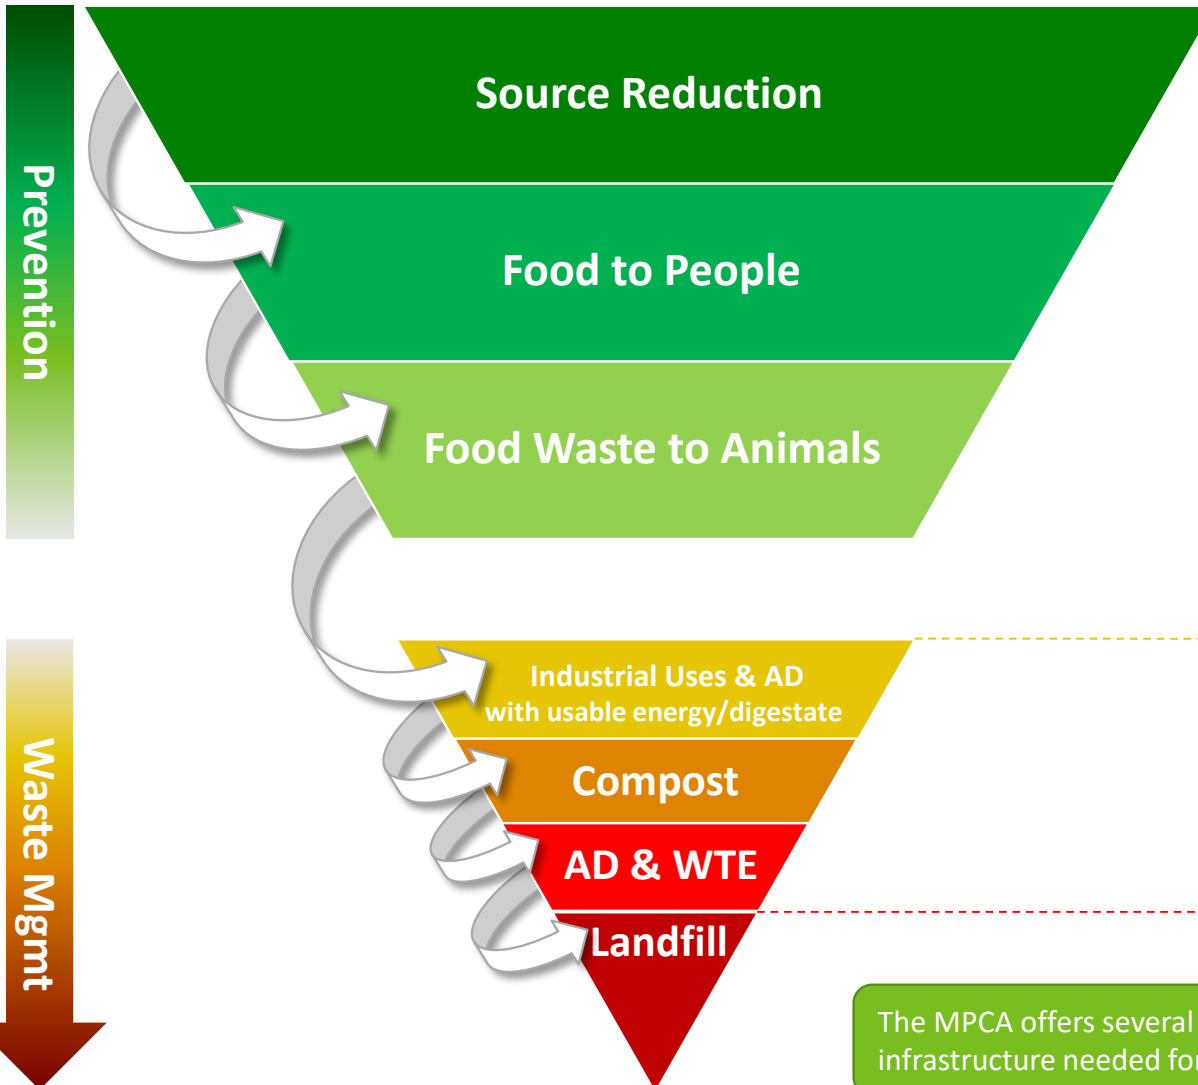 Prevention
Source Reduction
Food to People
Food Waste to Animals
Waste Mgmt
Industrial Uses & AD
with usable energy/digestate
Compost
AD & WTE
Landfill
The MPCA offers several
infrastructure needed for